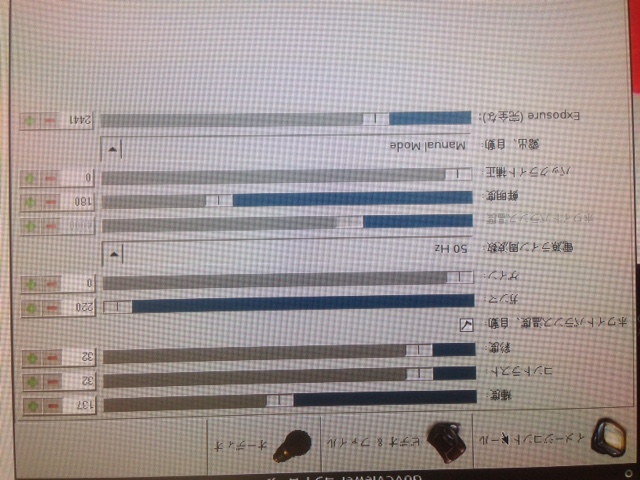 GUVCViewer コントロール
イメージコントロール
ビデオ & ファイル
オーディオ
輝度: 137
コントラスト: 32
彩度: 32
ホワイトバランス温度、自動
ガンマ: 220
ゲイン: 0
電源ライン周波数: 50 Hz
ホワイトバランス温度:
鮮明度: 180
バックライト補正: 0
露出、自動: Manual Mode
Exposure (完全な): 2441